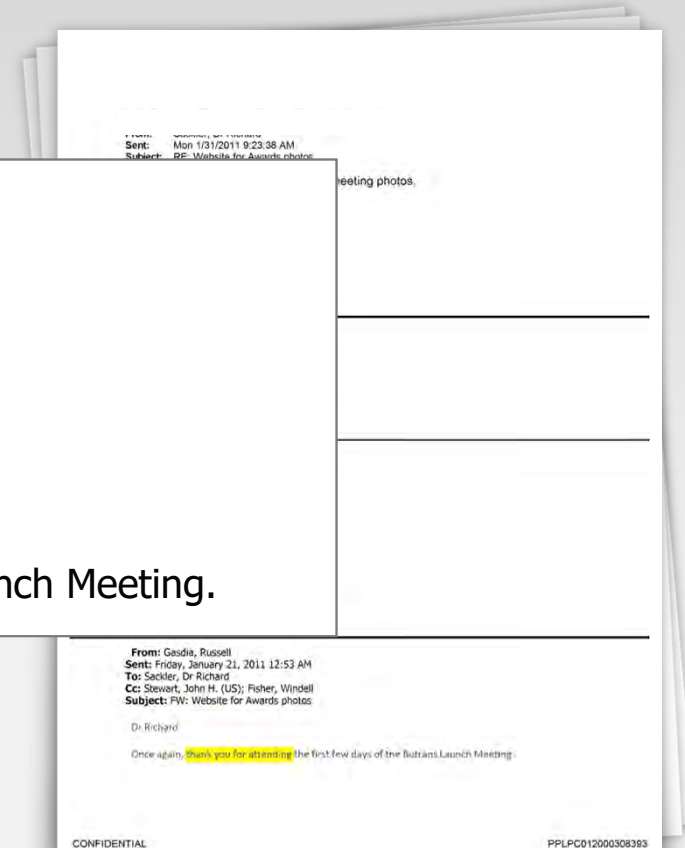 Sent: Mon 1/31/2011 9:23:38 AM
Subject: RE: Website for Awards photos
eeting photos,
nch Meeting.
From: Gasdia, Russell
Sent: Friday, January 21, 2011 12:53 AM
To: Sackler, Dr Richard
Cc: Stewart, John H. (US); Fisher, Windell
Subject: FW: Website for Awards photos
Dr Richard
Once again, thank you for attending the first few days of the Butrans Launch Meeting.
CONFIDENTIAL
PPLPC012000308393